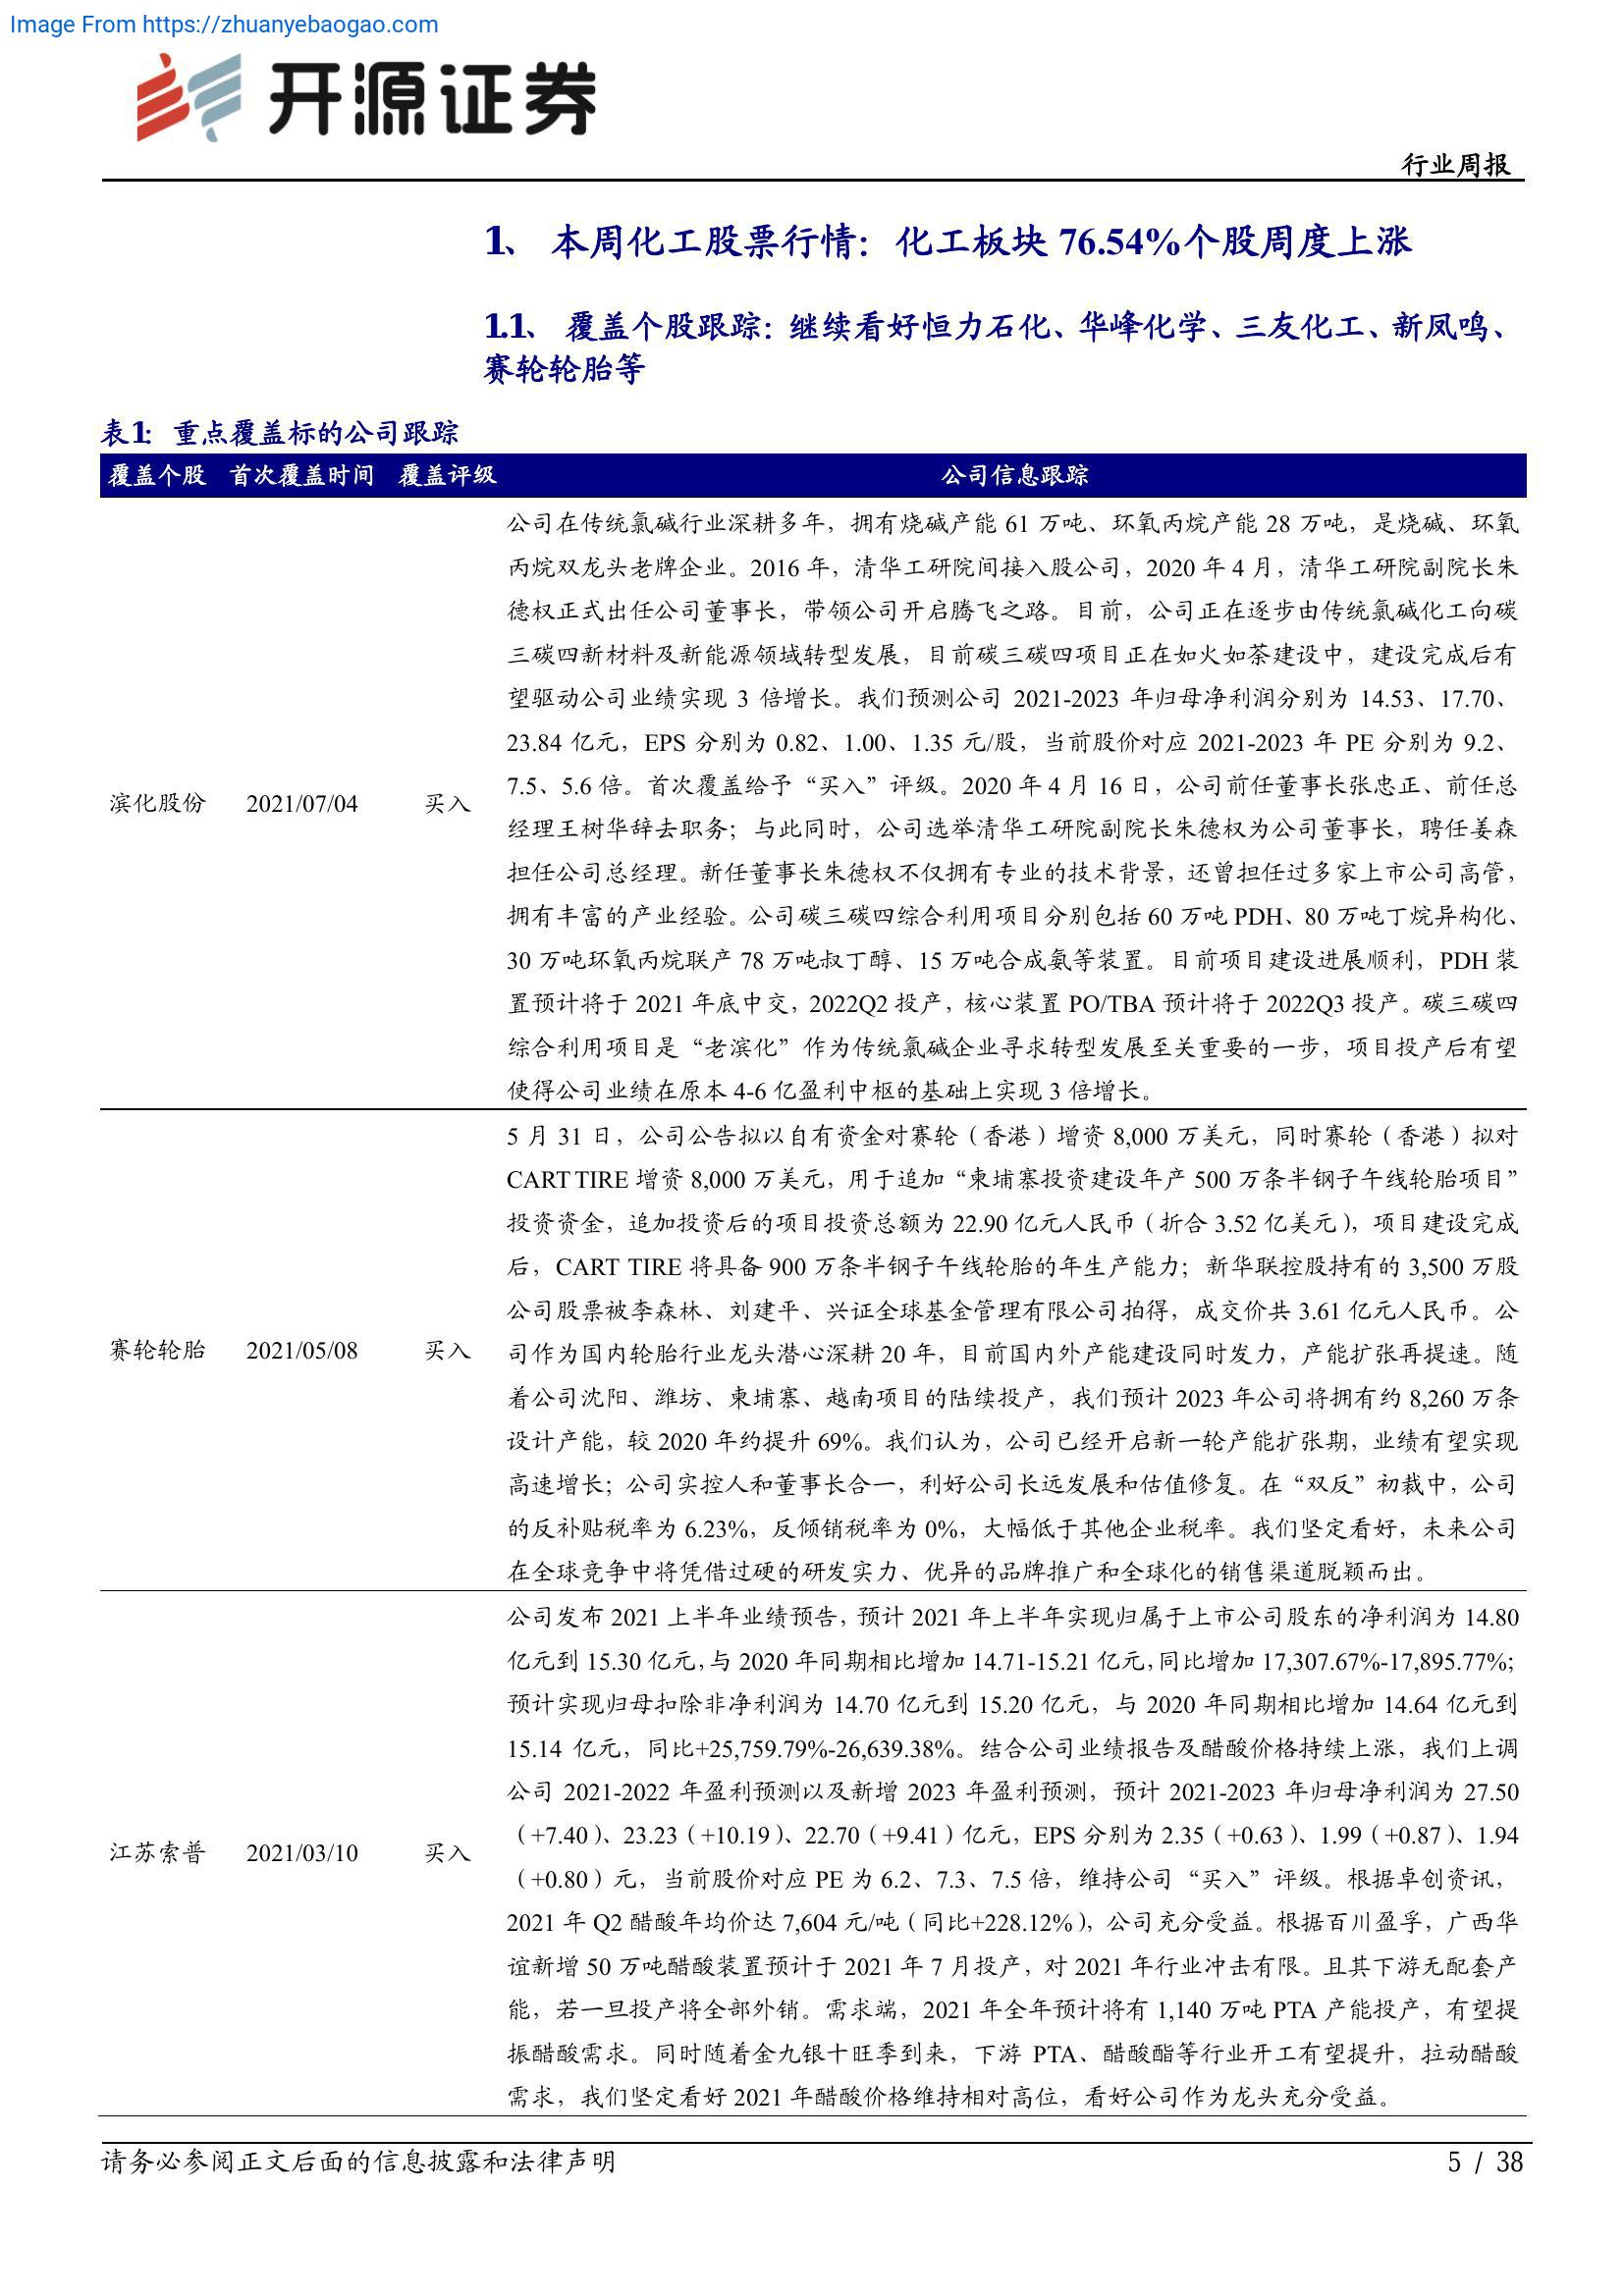 Image From https://zhuanyebaogao.com
开源证券
行业周报
1、 本周化工股票行情：化工板块 76.54%个股周度上涨
1.1、 覆盖个股跟踪：继续看好恒力石化、华峰化学、三友化工、新凤鸣、
赛轮轮胎等
表1： 重点覆盖标的公司跟踪
覆盖个股 首次覆盖时间 覆盖评级 公司信息跟踪
公司在传统氯碱行业深耕多年，拥有烧碱产能 61 万吨、环氧丙烷产能 28 万吨，是烧碱、环氧
丙烷双龙头老牌企业。2016 年，清华工研院间接入股公司，2020 年 4 月，清华工研院副院长朱
德权正式出任公司董事长，带领公司开启腾飞之路。目前，公司正在逐步由传统氯碱化工向碳
三碳四新材料及新能源领域转型发展，目前碳三碳四项目正在如火如荼建设中，建设完成后有
望驱动公司业绩实现 3 倍增长。我们预测公司 2021-2023 年归母净利润分别为 14.53、17.70、
23.84 亿元，EPS 分别为 0.82、1.00、1.35 元/股，当前股价对应 2021-2023 年 PE 分别为 9.2、
7.5、5.6 倍。首次覆盖给予“买入”评级。2020 年 4 月 16 日，公司前任董事长张忠正、前任总
滨化股份 2021/07/04 买入
经理王树华辞去职务；与此同时，公司选举清华工研院副院长朱德权为公司董事长，聘任姜森
担任公司总经理。新任董事长朱德权不仅拥有专业的技术背景，还曾担任过多家上市公司高管，
拥有丰富的产业经验。公司碳三碳四综合利用项目分别包括 60 万吨 PDH、80 万吨丁烷异构化、
30 万吨环氧丙烷联产 78 万吨叔丁醇、15 万吨合成氨等装置。目前项目建设进展顺利，PDH 装
置预计将于 2021 年底中交，2022Q2 投产，核心装置 PO/TBA 预计将于 2022Q3 投产。碳三碳四
综合利用项目是“老滨化”作为传统氯碱企业寻求转型发展至关重要的一步，项目投产后有望
使得公司业绩在原本 4-6 亿盈利中枢的基础上实现 3 倍增长。
5 月 31 日，公司公告拟以自有资金对赛轮（香港）增资 8,000 万美元，同时赛轮（香港）拟对
CART TIRE 增资 8,000 万美元，用于追加“柬埔寨投资建设年产 500 万条半钢子午线轮胎项目”
投资资金，追加投资后的项目投资总额为 22.90 亿元人民币（折合 3.52 亿美元），项目建设完成
后，CART TIRE 将具备 900 万条半钢子午线轮胎的年生产能力；新华联控股持有的 3,500 万股
公司股票被李森林、刘建平、兴证全球基金管理有限公司拍得，成交价共 3.61 亿元人民币。公
赛轮轮胎 2021/05/08 买入
司作为国内轮胎行业龙头潜心深耕 20 年，目前国内外产能建设同时发力，产能扩张再提速。随
着公司沈阳、潍坊、柬埔寨、越南项目的陆续投产，我们预计 2023 年公司将拥有约 8,260 万条
设计产能，较 2020 年约提升 69%。我们认为，公司已经开启新一轮产能扩张期，业绩有望实现
高速增长；公司实控人和董事长合一，利好公司长远发展和估值修复。在“双反”初裁中，公司
的反补贴税率为 6.23%，反倾销税率为 0%，大幅低于其他企业税率。我们坚定看好，未来公司
在全球竞争中将凭借过硬的研发实力、优异的品牌推广和全球化的销售渠道脱颖而出。
公司发布 2021 上半年业绩预告，预计 2021 年上半年实现归属于上市公司股东的净利润为 14.80
亿元到 15.30 亿元，与 2020 年同期相比增加 14.71-15.21 亿元，同比增加 17,307.67%-17,895.77%；
预计实现归母扣除非净利润为 14.70 亿元到 15.20 亿元，与 2020 年同期相比增加 14.64 亿元到
15.14 亿元，同比+25,759.79%-26,639.38%。结合公司业绩报告及醋酸价格持续上涨，我们上调
公司 2021-2022 年盈利预测以及新增 2023 年盈利预测，预计 2021-2023 年归母净利润为 27.50
（+7.40）、23.23（+10.19）、22.70（+9.41）亿元，EPS 分别为 2.35（+0.63）、1.99（+0.87）、1.94
江苏索普 2021/03/10 买入
（+0.80）元，当前股价对应 PE 为 6.2、7.3、7.5 倍，维持公司“买入”评级。根据卓创资讯，
2021 年 Q2 醋酸年均价达 7,604 元/吨（同比+228.12%），公司充分受益。根据百川盈孚，广西华
谊新增 50 万吨醋酸装置预计于 2021 年 7 月投产，对 2021 年行业冲击有限。且其下游无配套产
能，若一旦投产将全部外销。需求端，2021 年全年预计将有 1,140 万吨 PTA 产能投产，有望提
振醋酸需求。同时随着金九银十旺季到来，下游 PTA、醋酸酯等行业开工有望提升，拉动醋酸
需求，我们坚定看好 2021 年醋酸价格维持相对高位，看好公司作为龙头充分受益。
请务必参阅正文后面的信息披露和法律声明 5 / 38